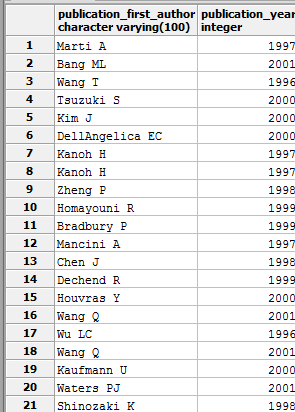 publication_first_author publication_year
character varying(100) integer
1 Marti A 1997
2 Bang ML 2001
3 Wang T 1996
4 Tsuzuki S 2000
5 Kim J 2000
6 DellAngelica EC 2000
7 Kanoh H 1997
8 Kanoh H 1997
9 Zheng P 1998
10 Homayouni R 1999
11 Bradbury P 1999
12 Mancini A 1997
13 Chen J 1998
14 Dechend R 1999
15 Houvras Y 2000
16 Wang Q 2001
17 Wu LC 1996
18 Wang Q 2001
19 Kaufmann U 2000
20 Waters PJ 2001
21 Shinozaki K 1998